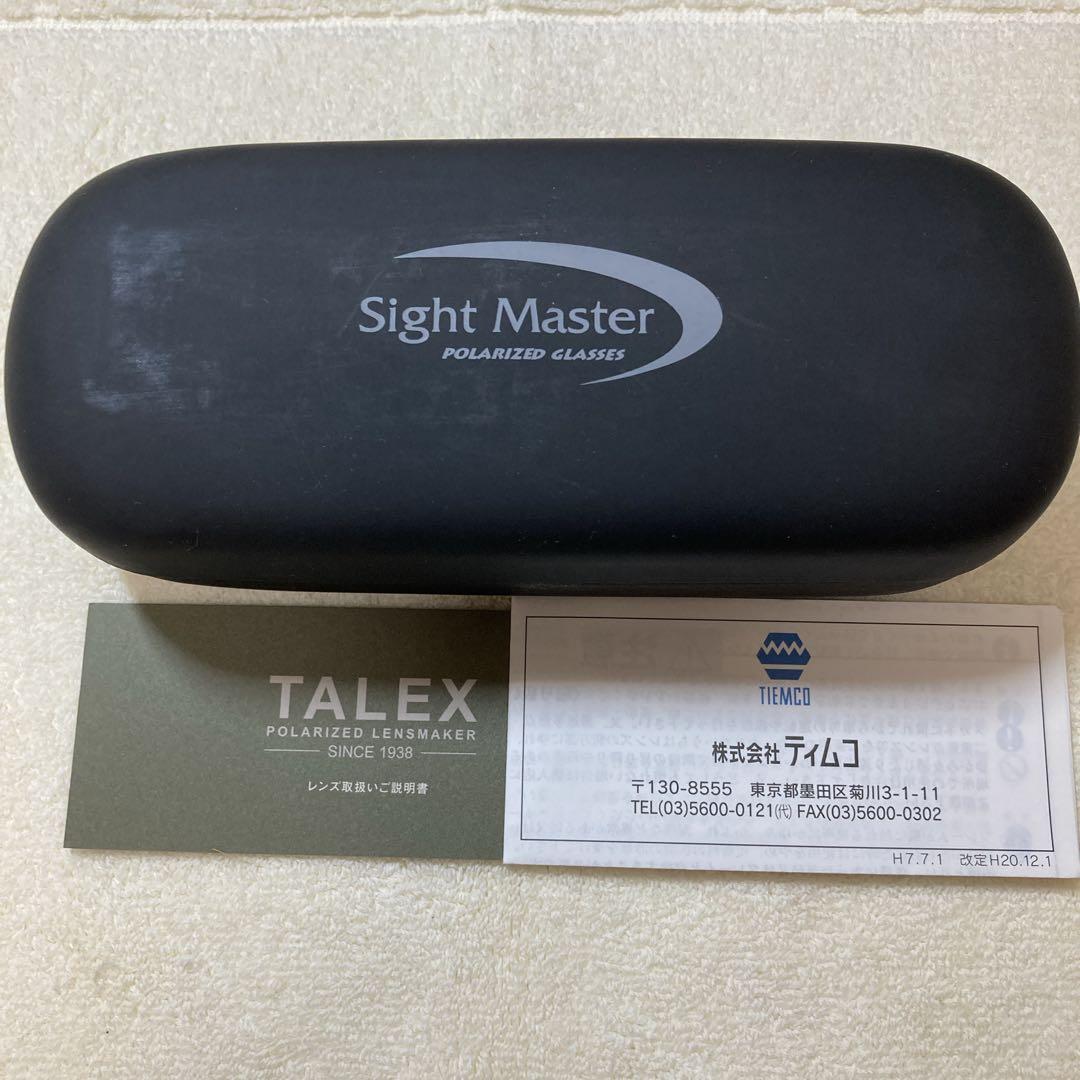 Sight Master
POLARIZED GLASSES
TALEX
POLARIZED LENSMAKER
SINCE 1938
レンズ取扱いご説明書
TIEMCO
株式会社ティムコ
〒130-8555 東京都墨田区菊川3-1-11
TEL(03)5600-0121㈹ FAX(03)5600-0302
H7.7.1 改定H20.12.1